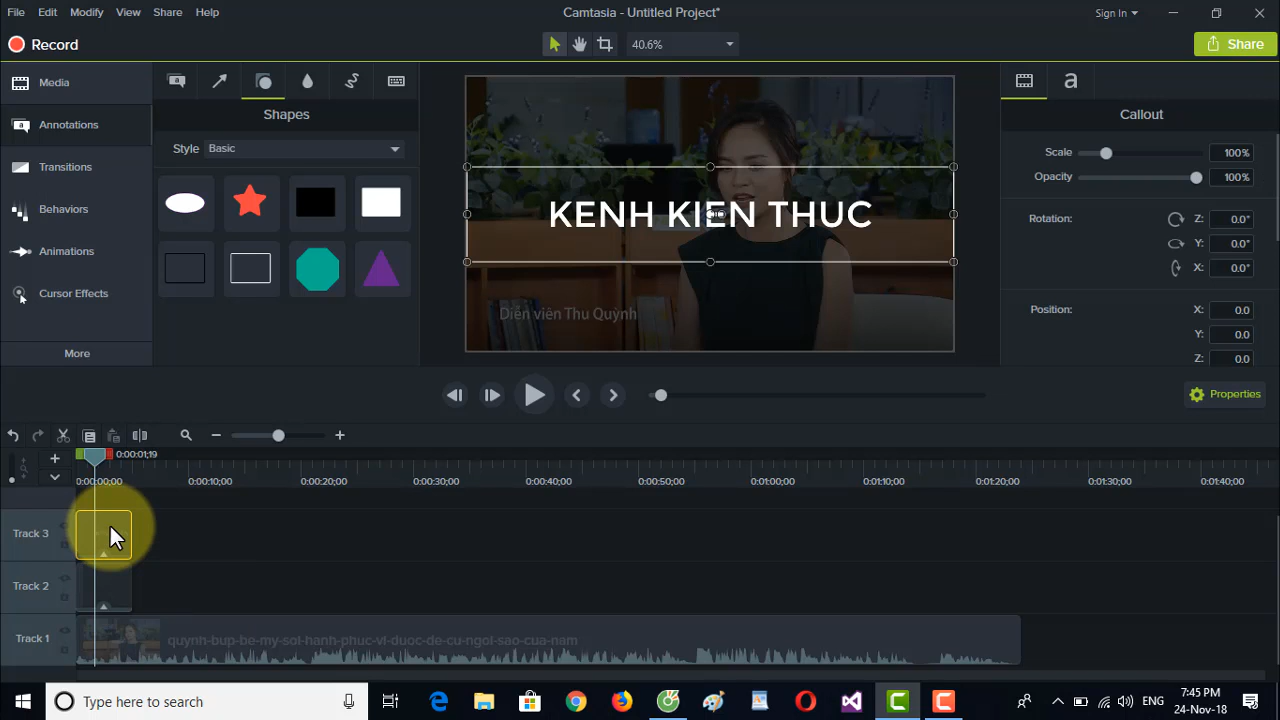 File Edit Modify View Share Help
Camtasia - Untitled Project*
Sign In
Record
40.6%
Share
Media
Annotations
Transitions
Behaviors
Animations
Cursor Effects
More
a
Shapes
Style Basic
KENH KIEN THUC
Diễn viên Thu Quỳnh
a
Callout
Scale 100%
Opacity 100%
Rotation: Z: 0.0°
Y: 0.0°
X: 0.0°
Position: X: 0.0
Y: 0.0
Z: 0.0
Properties
0:00:01;19
0:00:00;00 0:00:10;00 0:00:20;00 0:00:30;00 0:00:40;00 0:00:50;00 0:01:00;00 0:01:10;00 0:01:20;00 0:01:30;00 0:01:40;00
Track 3
Track 2
Track 1
quynh-bup-be-my-soi-hanh-phuc-vi-duoc-de-cu-ngoi-sao-cua-nam
Type here to search
ENG
7:45 PM
24-Nov-18